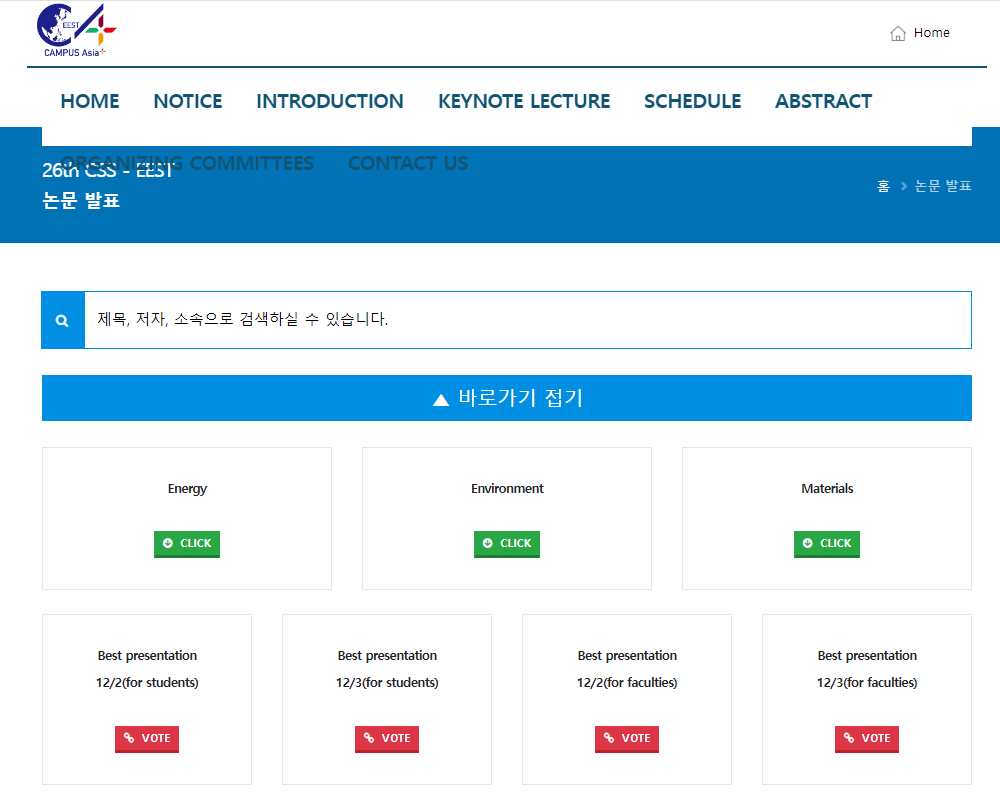 EEST
CAMPUS Asia+
Home
HOME NOTICE INTRODUCTION KEYNOTE LECTURE SCHEDULE ABSTRACT
ORGANIZING COMMITTEES CONTACT US
26th CSS - EEST
논문 발표
홈 > 논문 발표
제목, 저자, 소속으로 검색하실 수 있습니다.
▲ 바로가기 접기
Energy Environment Materials
CLICK CLICK CLICK
Best presentation Best presentation Best presentation Best presentation
12/2(for students) 12/3(for students) 12/2(for faculties) 12/3(for faculties)
VOTE VOTE VOTE VOTE